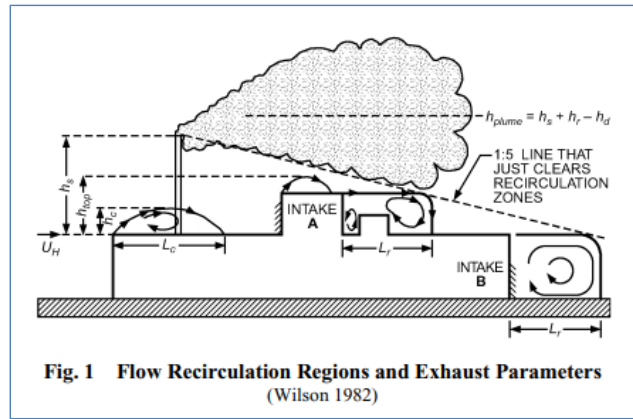 h_plume = h_s + h_r – h_d
1:5 LINE THAT
JUST CLEARS
RECIRCULATION
ZONES
h_s
h_top
h_c
INTAKE
A
U_H
L_c
L_r
INTAKE
B
L_r
Fig. 1 Flow Recirculation Regions and Exhaust Parameters
(Wilson 1982)